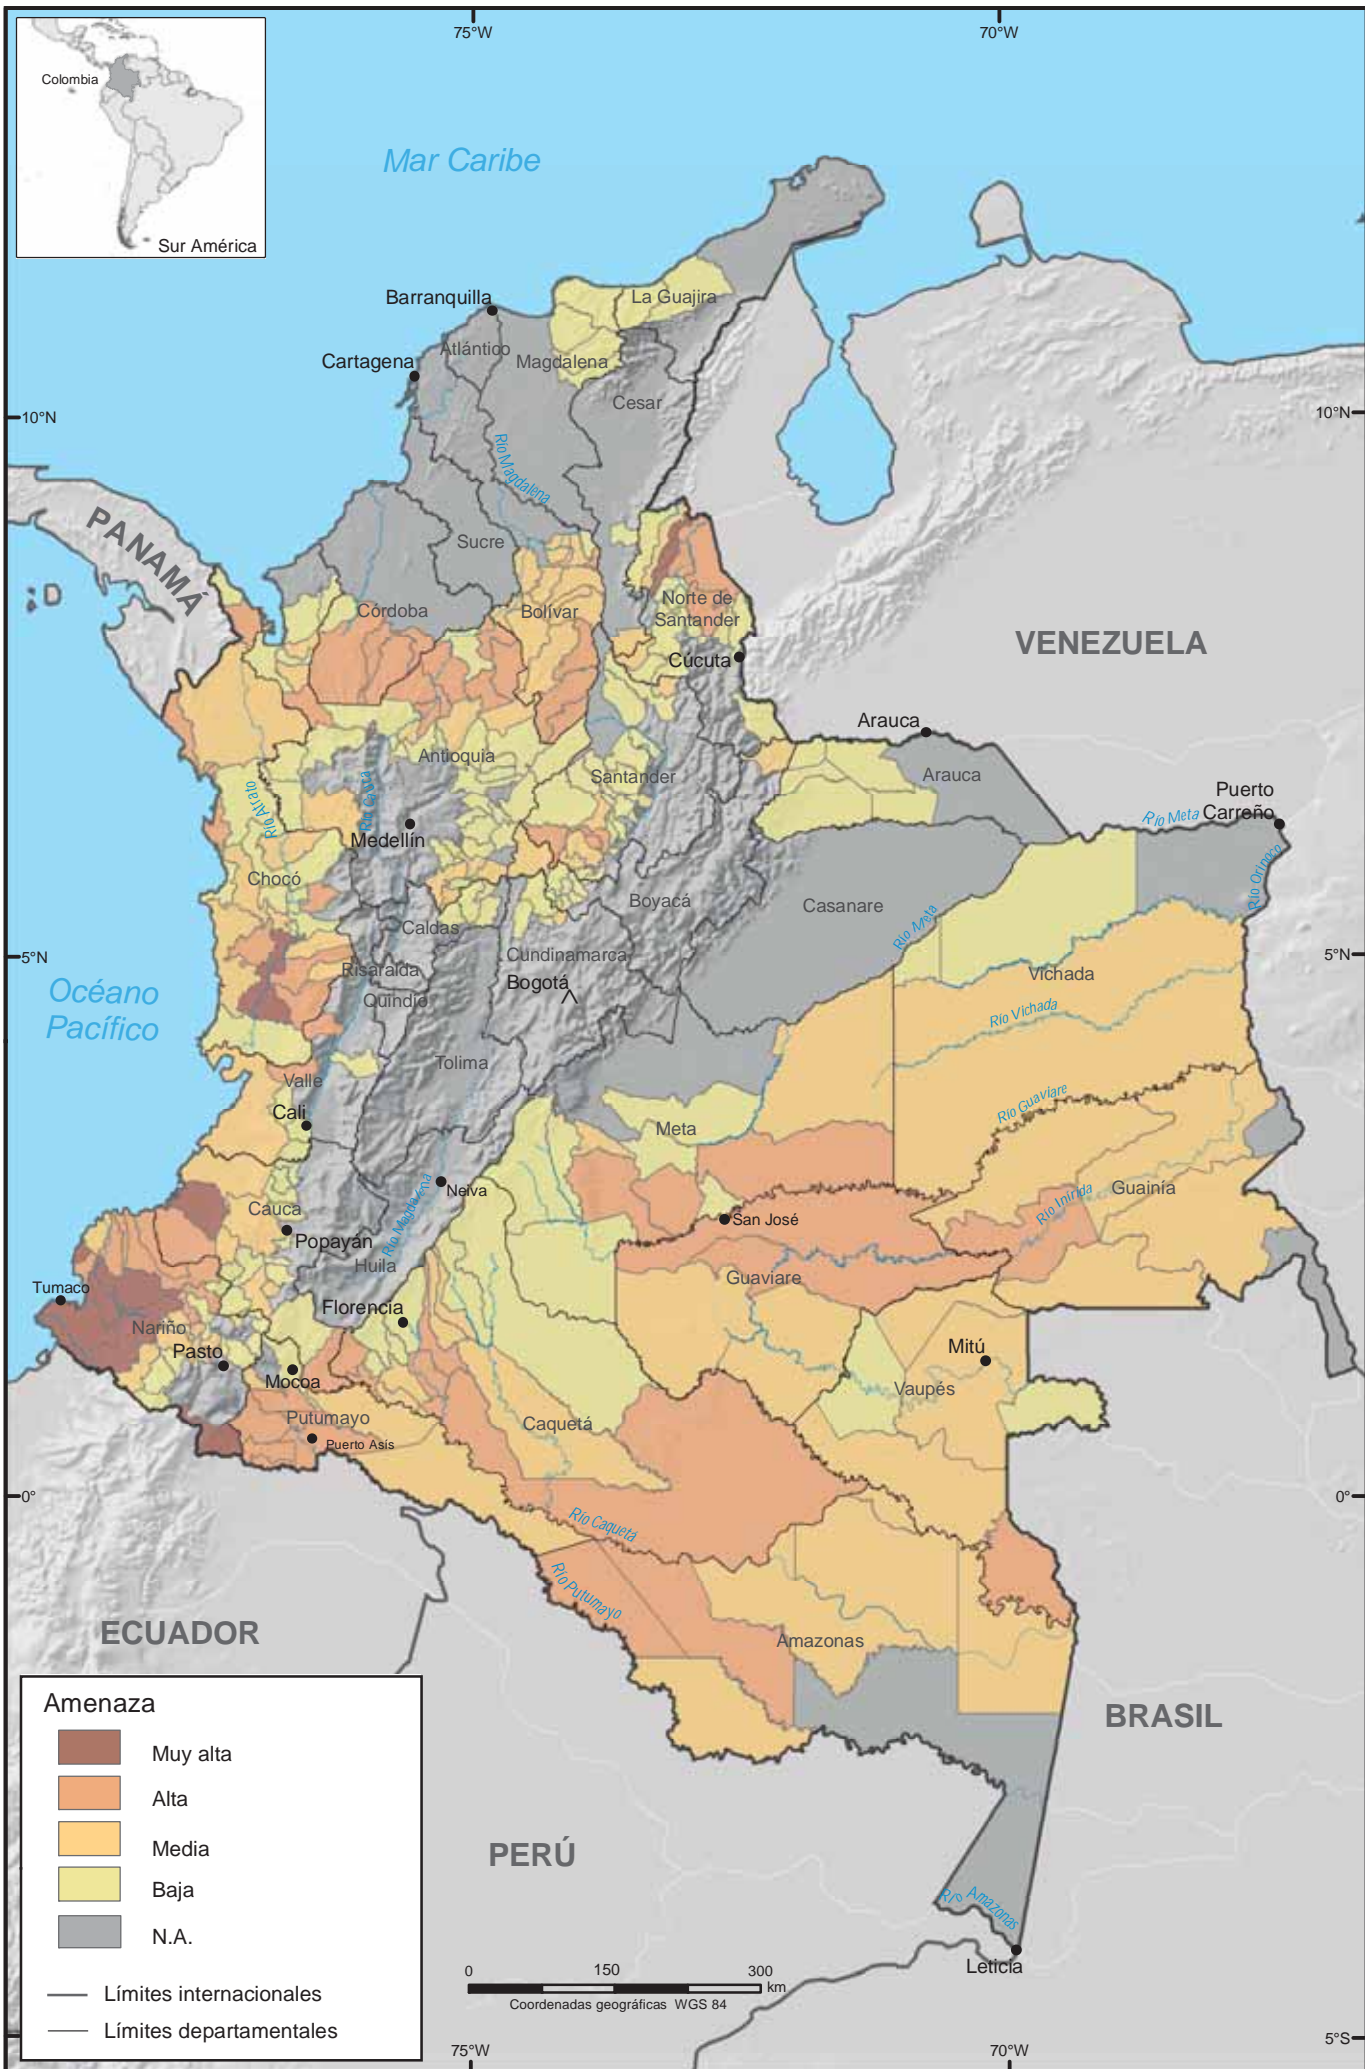 75°W
70°W
Colombia
Sur América
Mar Caribe
Barranquilla
La Guajira
Atlántico
Magdalena
Cartagena
Cesar
10°N
10°N
Río Magdalena
PANAMÁ
Sucre
Córdoba
Bolívar
Norte de
Santander
VENEZUELA
Cúcuta
Arauca
Antioquia
Santander
Arauca
Puerto
Carreño
Río Atrato
Río Cauca
Río Meta
Medellín
Río Orinoco
Chocó
Boyacá
Casanare
Caldas
Río Meta
5°N
Cundinamarca
5°N
Risaralda
Vichada
Bogotá
Océano
Pacífico
Quindio
Río Vichada
Tolima
Valle
Río Guaviare
Cali
Meta
Neiva
Guainía
Río Inírida
Cauca
San José
Popayán
Río Magdalena
Huila
Guaviare
Tumaco
Florencia
Nariño
Mitú
Pasto
Mocoa
Vaupés
Putumayo
Caquetá
Puerto Asís
0°
0°
Río Caquetá
Río Putumayo
ECUADOR
Amazonas
BRASIL
Amenaza
Muy alta
Alta
Media
Baja
N.A.
Límites internacionales
Límites departamentales
PERÚ
Río Amazonas
Leticia
0 150 300
km
Coordenadas geográficas WGS 84
5°S
75°W
70°W